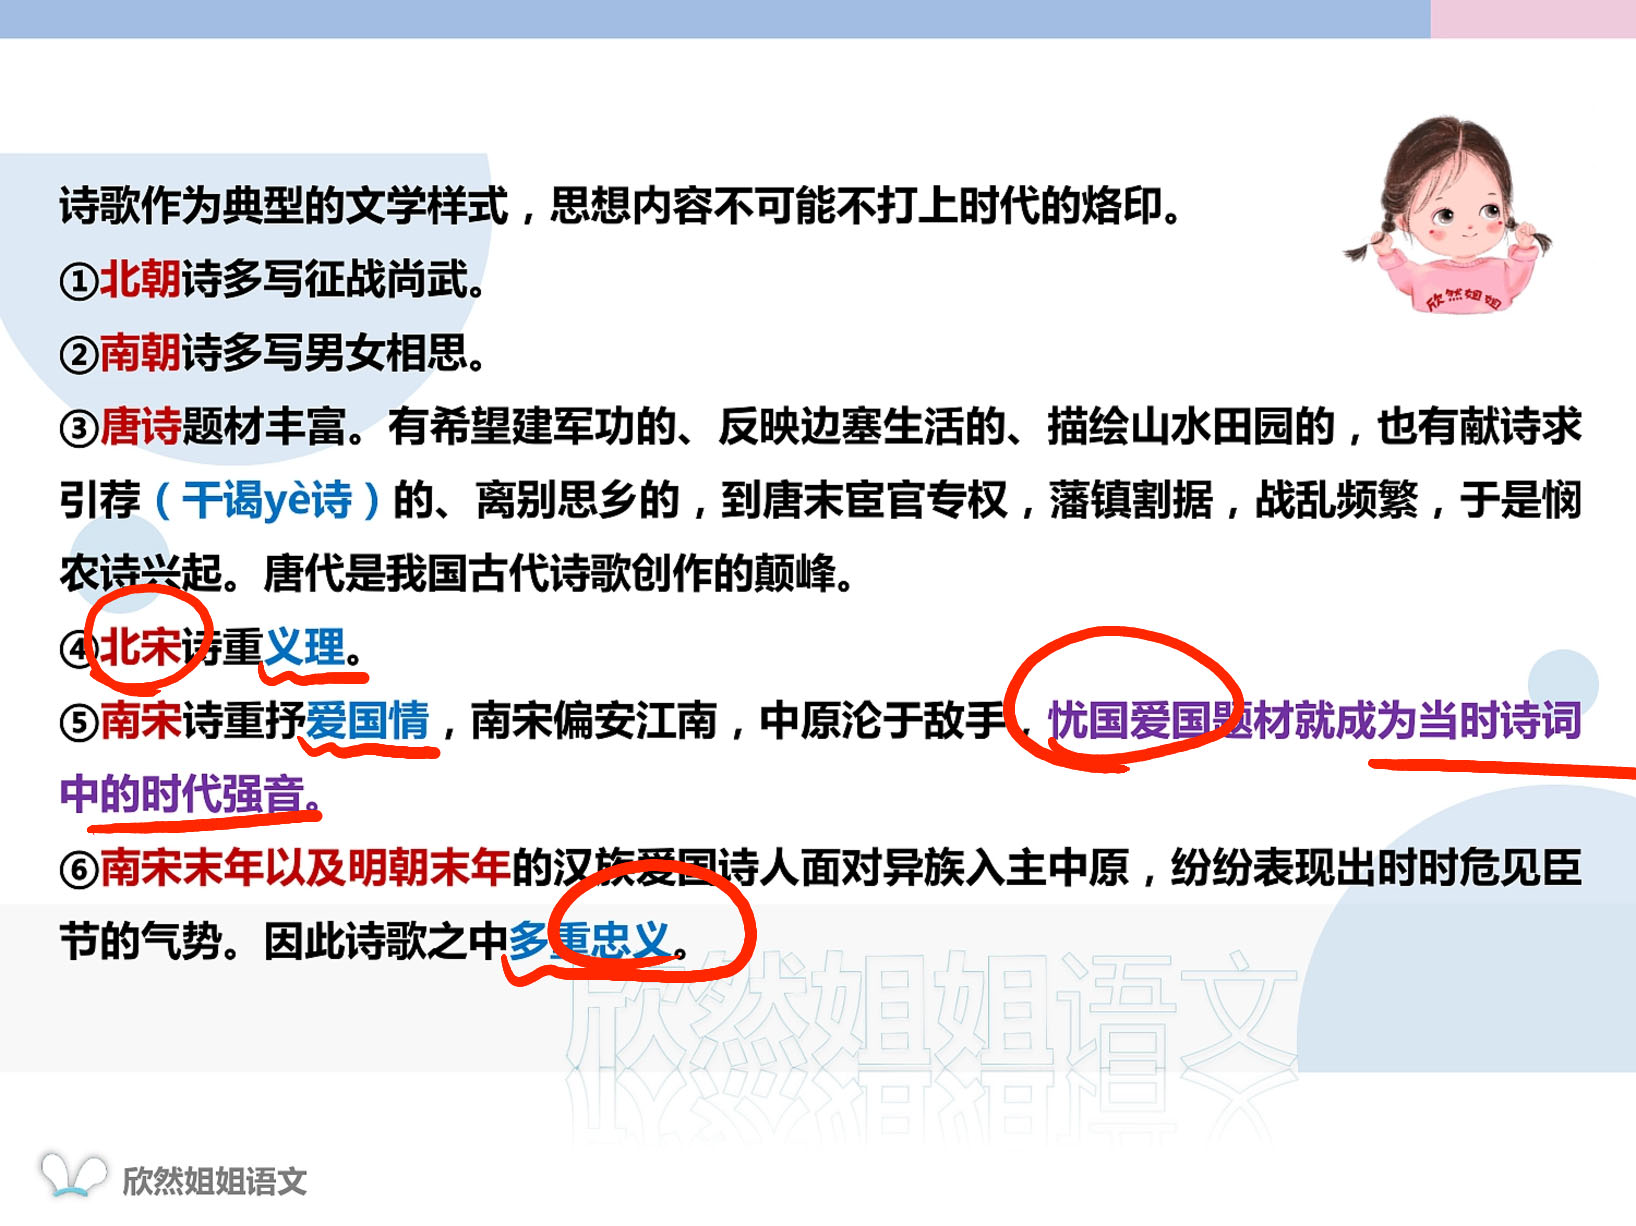 诗歌作为典型的文学样式，思想内容不可能不打上时代的烙印。
①北朝诗多写征战尚武。
②南朝诗多写男女相思。
③唐诗题材丰富。有希望建军功的、反映边塞生活的、描绘山水田园的，也有献诗求
引荐（干谒yè诗）的、离别思乡的，到唐末宦官专权，藩镇割据，战乱频繁，于是悯
农诗兴起。唐代是我国古代诗歌创作的颠峰。
④北宋诗重义理。
⑤南宋诗重抒爱国情，南宋偏安江南，中原沦于敌手，忧国爱国题材就成为当时诗词
中的时代强音。
⑥南宋末年以及明朝末年的汉族爱国诗人面对异族入主中原，纷纷表现出时时危见臣
节的气势。因此诗歌之中多重忠义。
欣然姐姐
欣然姐姐语文
欣然姐姐语文